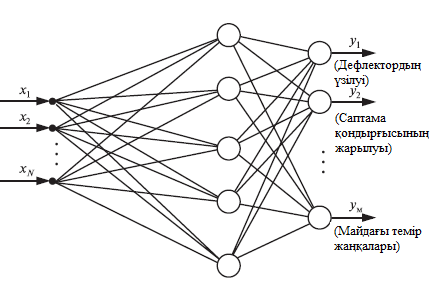 x1
x2
xN
y1
(Дефлектордың
үзілуі)
y2
(Саптама
қондырғысының
жарылуы)
yм
(Майдағы темір
жаңқалары)